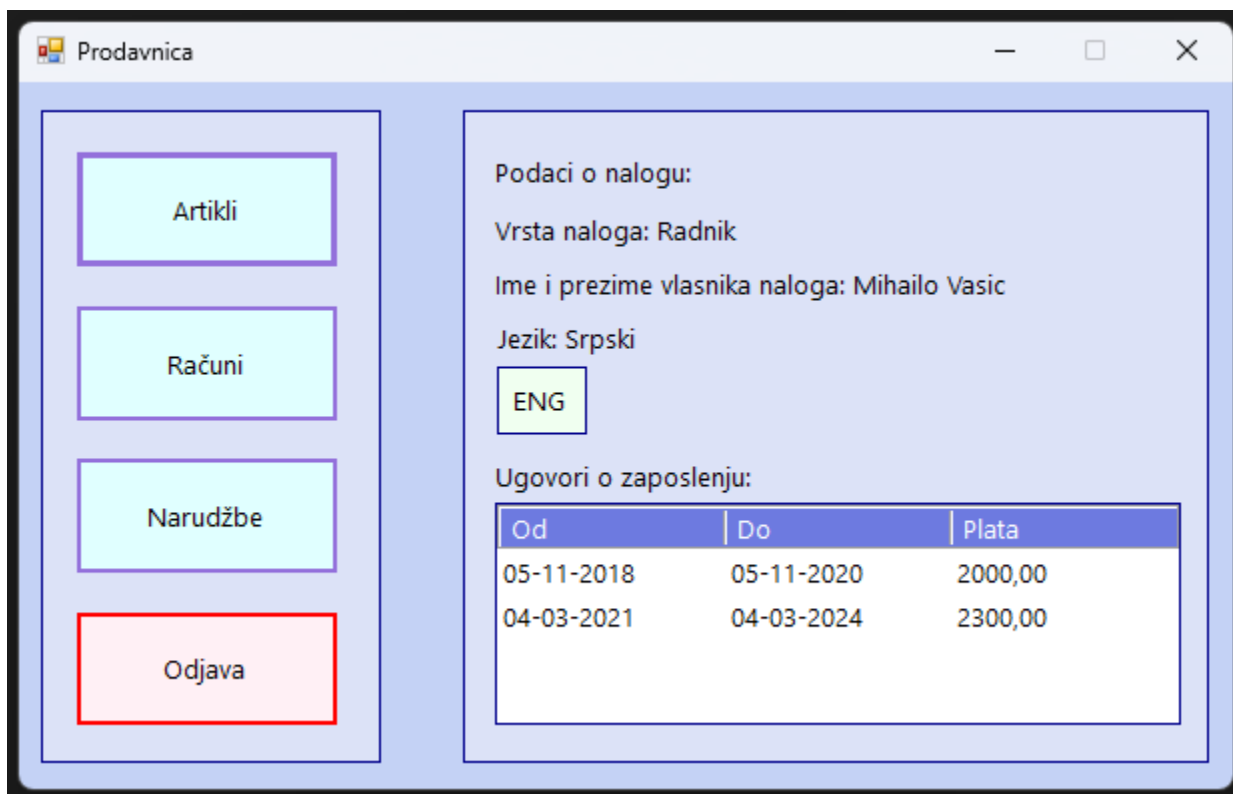 Prodavnica
Artikli
Računi
Narudžbe
Odjava
Podaci o nalogu:
Vrsta naloga: Radnik
Ime i prezime vlasnika naloga: Mihailo Vasic
Jezik: Srpski
ENG
Ugovori o zaposlenju:
Od Do Plata
05-11-2018 05-11-2020 2000,00
04-03-2021 04-03-2024 2300,00